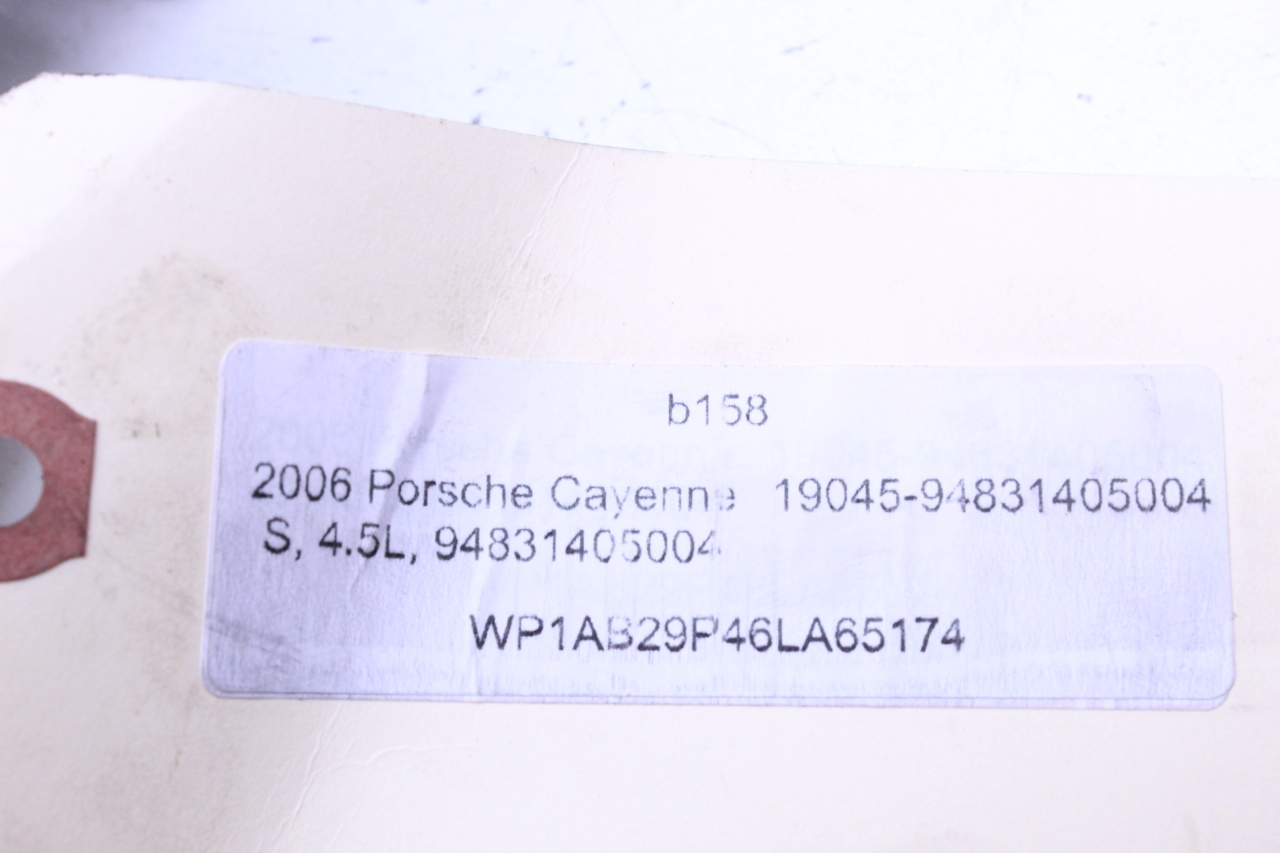 b158
2006 Porsche Cayenne 19045-94831405004
S, 4.5L, 94831405004
WP1AB29P46LA65174